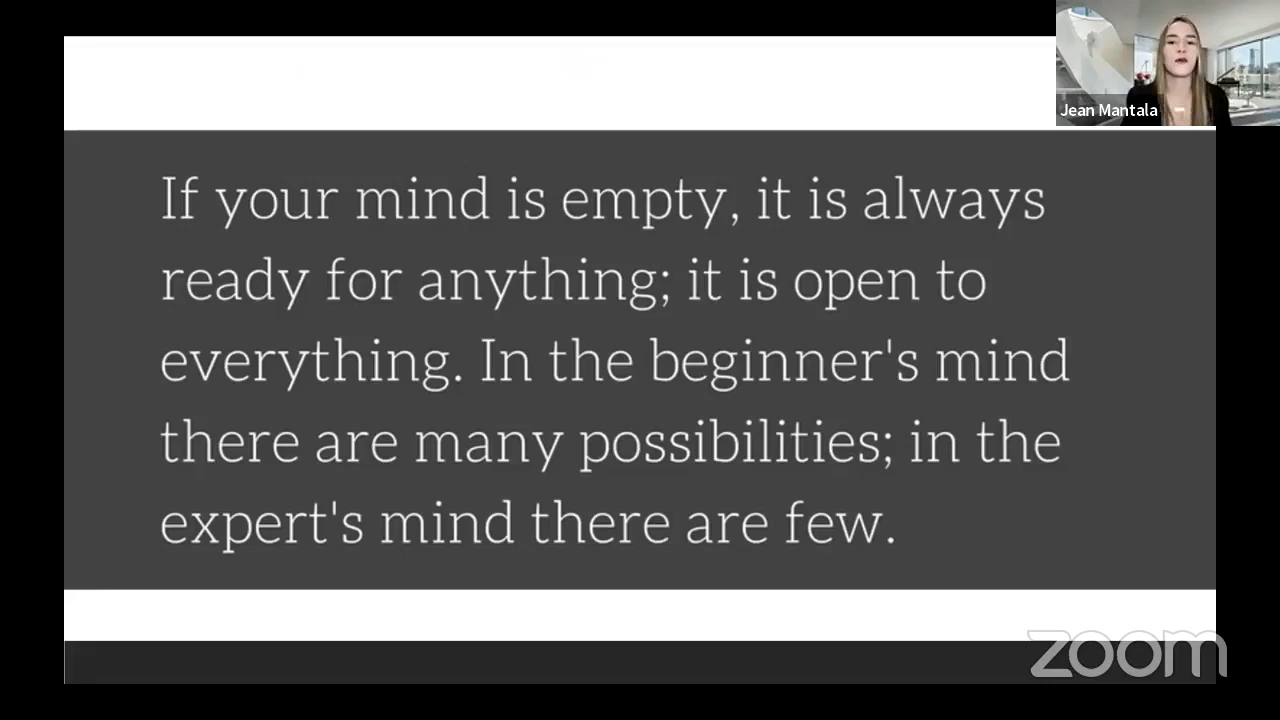 Jean Mantala
If your mind is empty, it is always
ready for anything; it is open to
everything. In the beginner's mind
there are many possibilities; in the
expert's mind there are few.
zoom